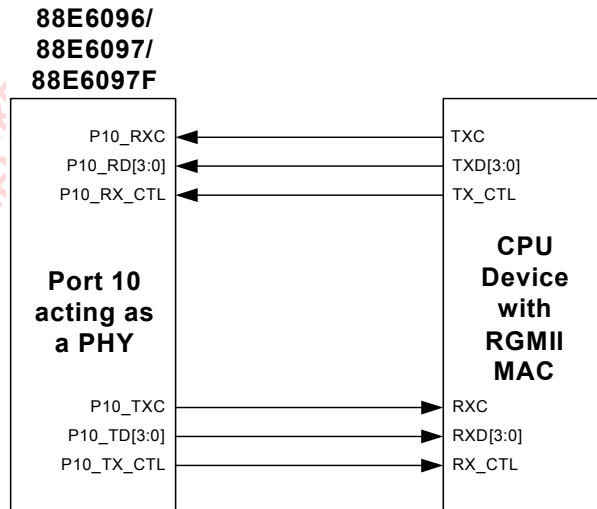 88E6096/
88E6097/
88E6097F
P10_RXC
TXC
P10_RD[3:0]
TXD[3:0]
P10_RX_CTL
TX_CTL
Port 10
acting as
a PHY
CPU
Device
with
RGMII
MAC
P10_TXC
RXC
P10_TD[3:0]
RXD[3:0]
P10_TX_CTL
RX_CTL